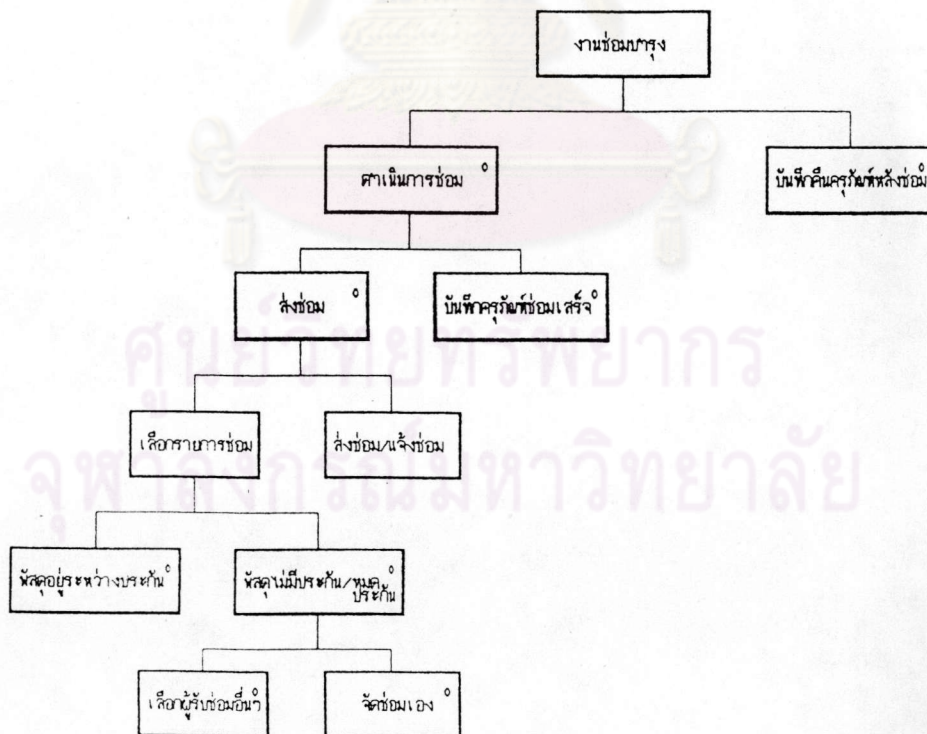 งานซ่อมบำรุง
ดำเนินการซ่อม
บันทึกคืนครุภัณฑ์หลังซ่อม
ส่งซ่อม
บันทึกครุภัณฑ์ซ่อมเสร็จ
ศูนย์วิทยทรัพยากร
เลือกรายการซ่อม
ส่งซ่อม/แจ้งซ่อม
จุฬาลงกรณ์มหาวิทยาลัย
พัสดุอยู่ระหว่างประกัน
พัสดุไม่มีประกัน/หมด
ประกัน
เลือกผู้รับซ่อมอื่นๆ
จัดซ่อมเอง